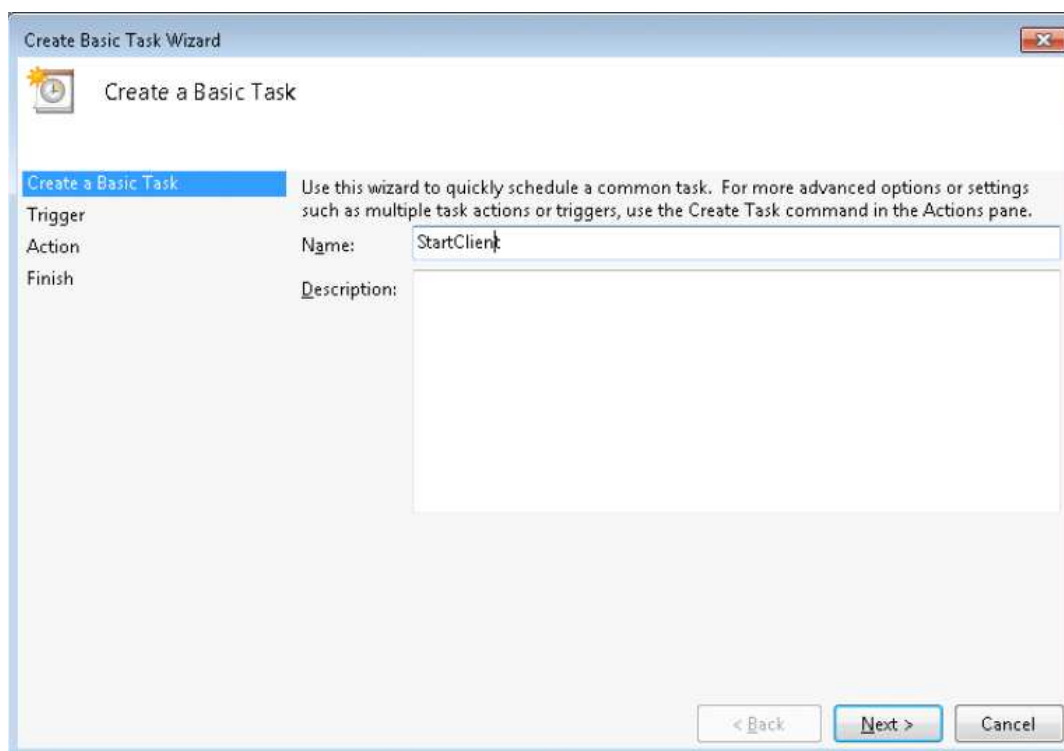 Create Basic Task Wizard
Create a Basic Task
Create a Basic Task
Trigger
Action
Finish
Use this wizard to quickly schedule a common task. For more advanced options or settings
such as multiple task actions or triggers, use the Create Task command in the Actions pane.
Name: StartClient
Description:
< Back Next > Cancel